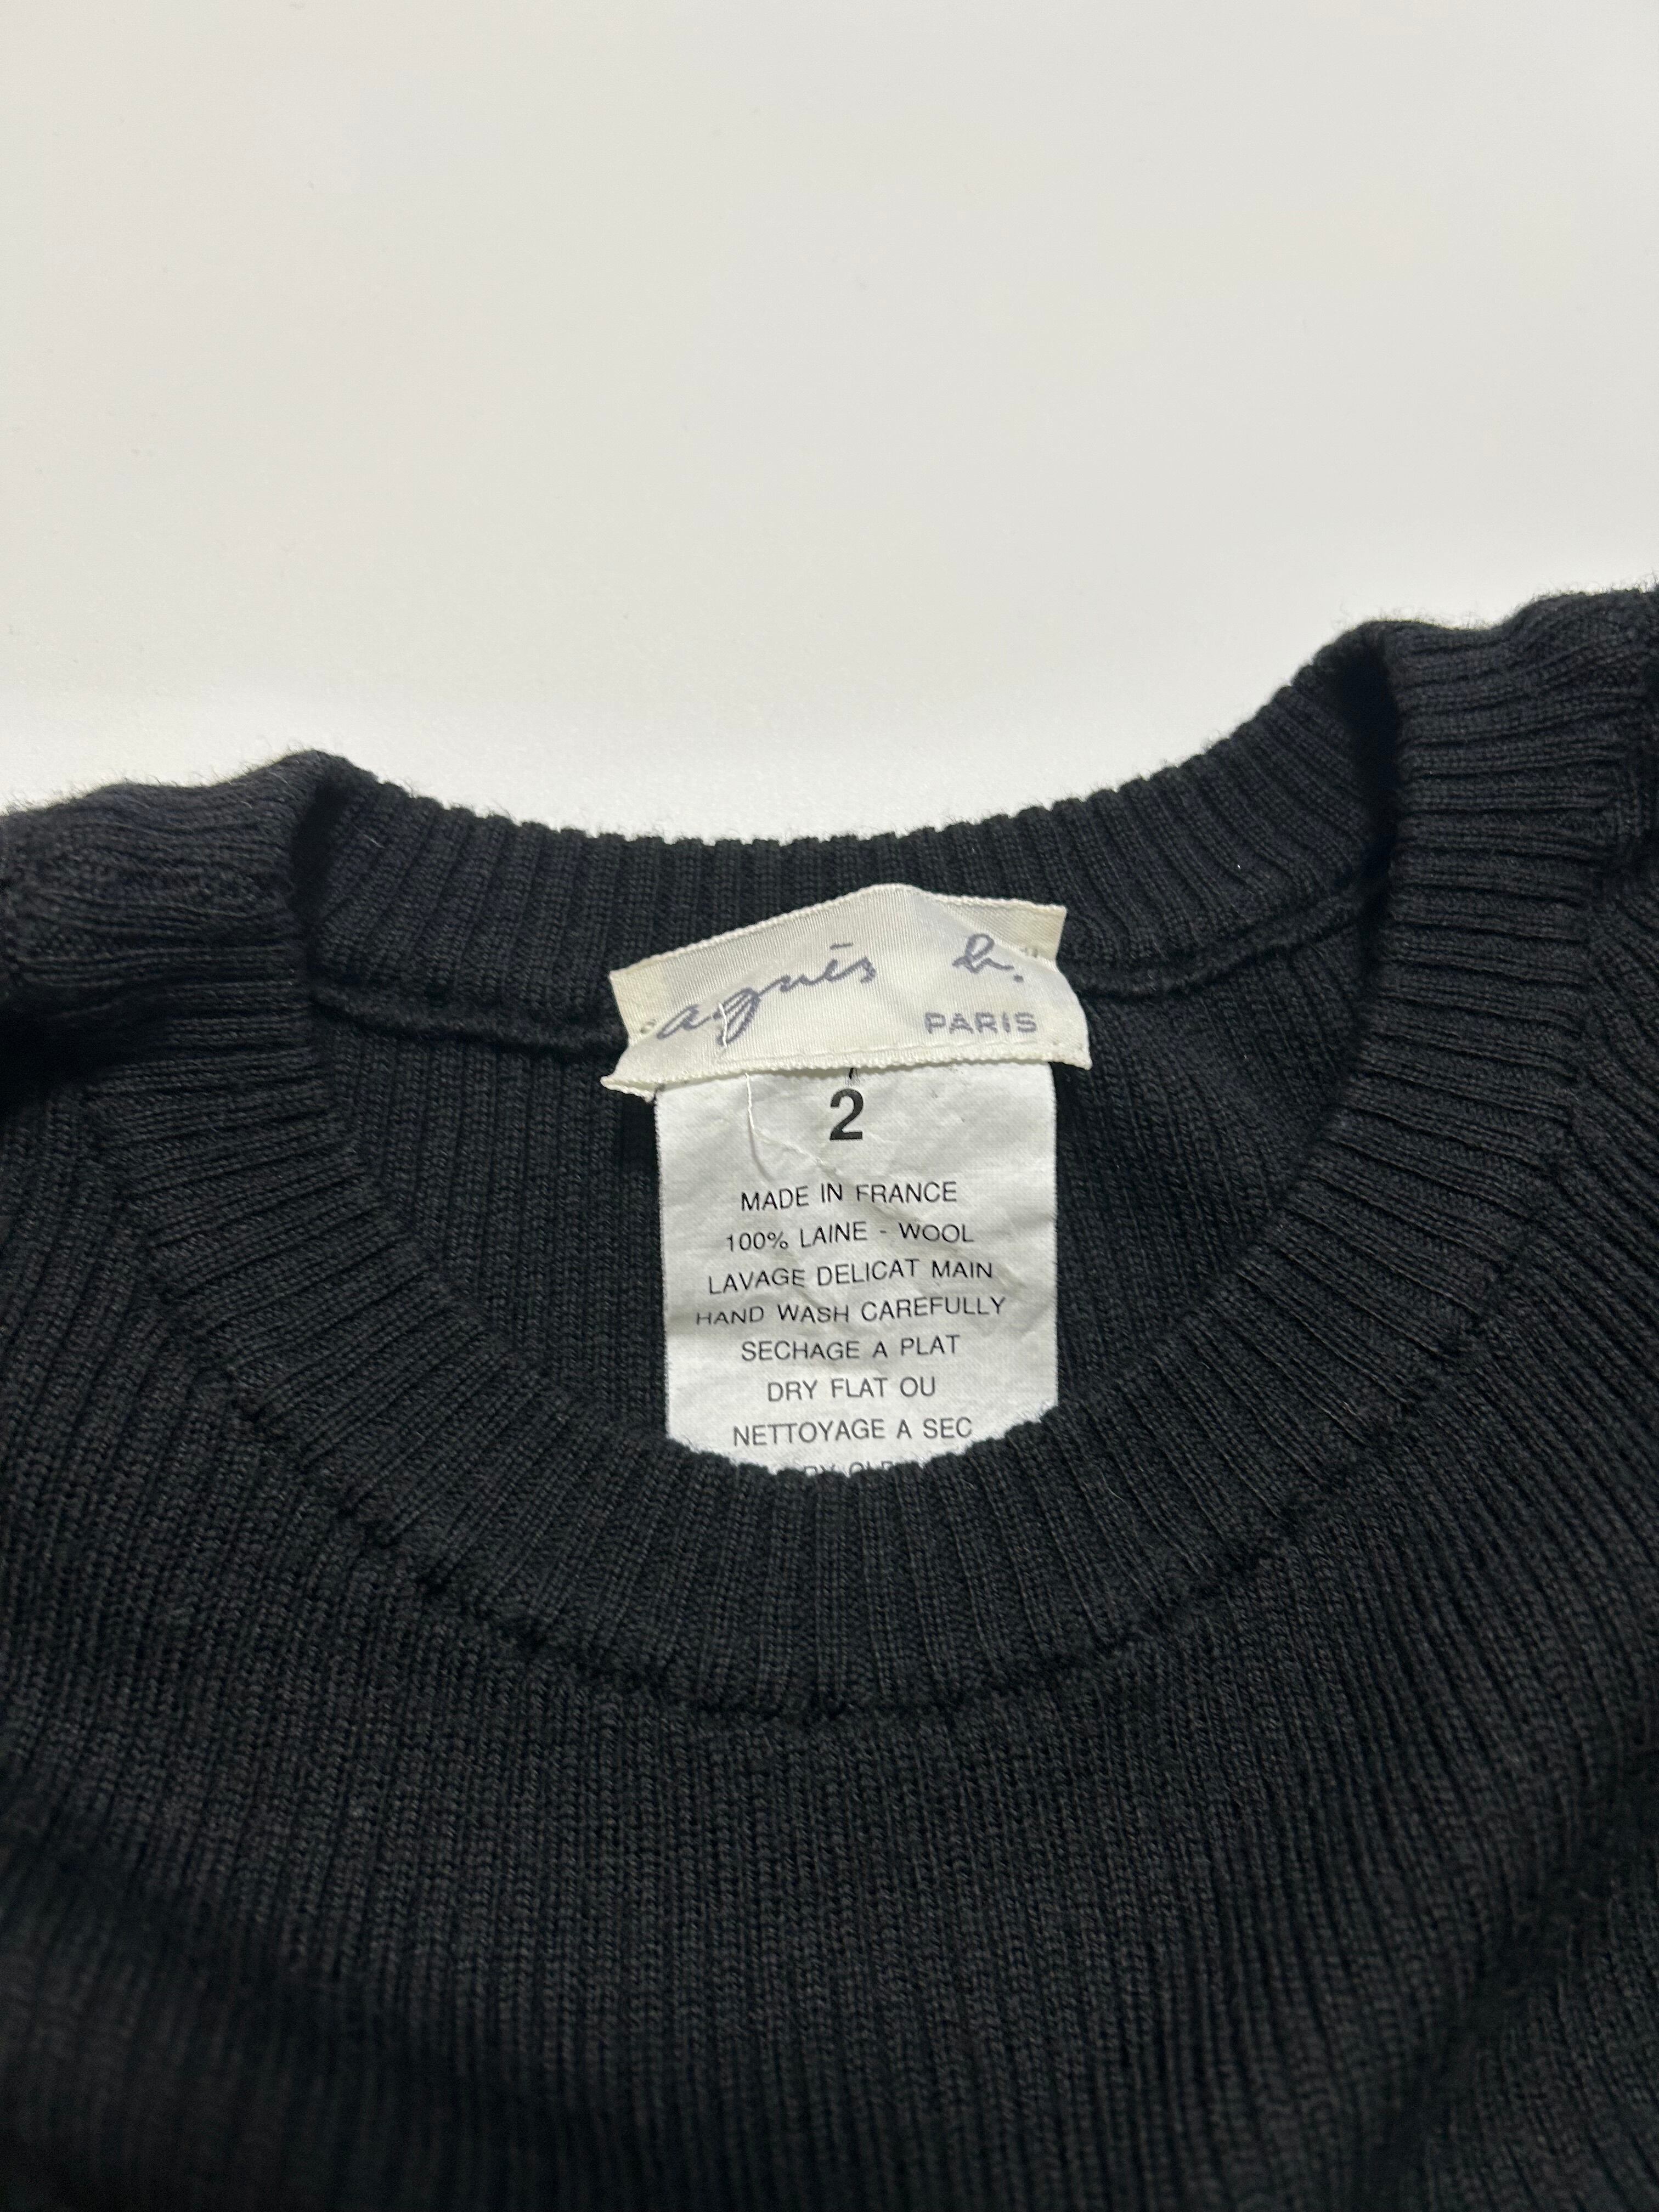 agnès b.
PARIS
2
MADE IN FRANCE
100% LAINE - WOOL
LAVAGE DELICAT MAIN
HAND WASH CAREFULLY
SECHAGE A PLAT
DRY FLAT OU
NETTOYAGE A SEC